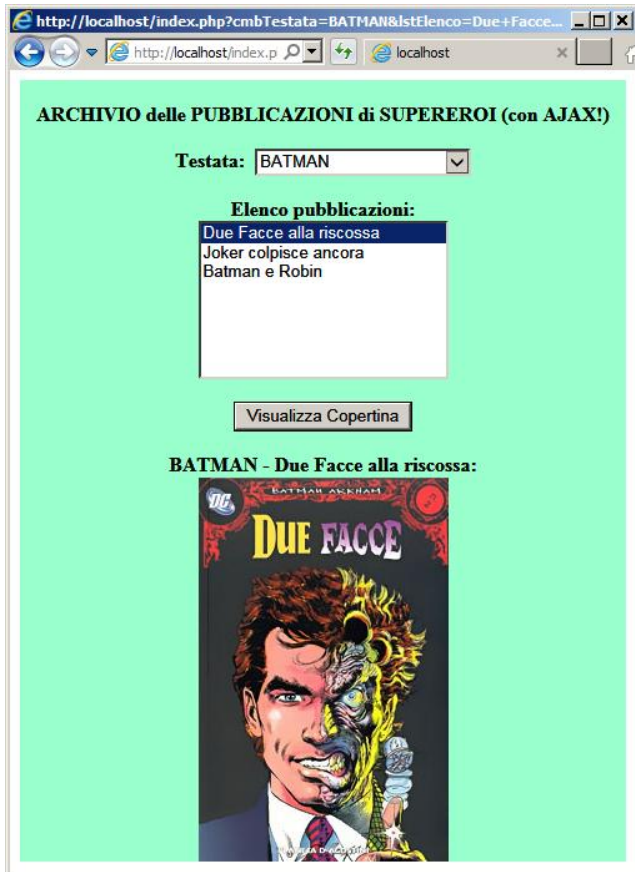 http://localhost/index.php?cmbTestata=BATMAN&lstElenco=Due+Facce...
http://localhost/index.p
localhost
ARCHIVIO delle PUBBLICAZIONI di SUPEREROI (con AJAX!)
Testata: BATMAN
Elenco pubblicazioni:
Due Facce alla riscossa
Joker colpisce ancora
Batman e Robin
Visualizza Copertina
BATMAN - Due Facce alla riscossa:
DC
BATMAN ARKHAM
DUE FACCE